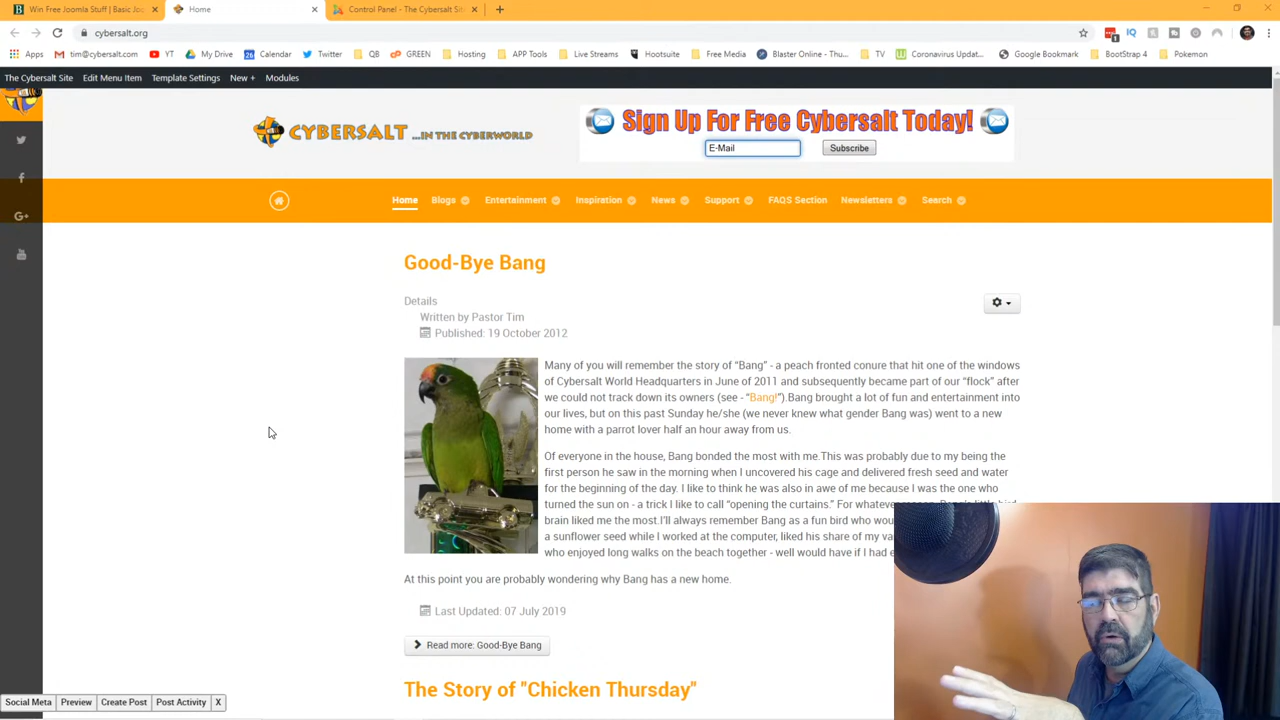 Win Free Joomla Stuff! | Basic Jo
Home
Control Panel - The Cybersalt Sit
cybersalt.org
Apps
tim@cybersalt.com
YT
My Drive
26
Calendar
Twitter
QB
GREEN
Hosting
APP Tools
Live Streams
Hootsuite
Free Media
Blaster Online - Thu...
TV
Coronavirus Updat...
Google Bookmark
BootStrap 4
Pokemon
The Cybersalt Site
Edit Menu Item
Template Settings
New +
Modules
CYBERSALT ...IN THE CYBERWORLD
Sign Up For Free Cybersalt Today!
E-Mail
Subscribe
Home
Blogs
Entertainment
Inspiration
News
Support
FAQS Section
Newsletters
Search
G+
Good-Bye Bang
Details
Written by Pastor Tim
Published: 19 October 2012
Many of you will remember the story of “Bang” - a peach fronted conure that hit one of the windows
of Cybersalt World Headquarters in June of 2011 and subsequently became part of our “flock” after
we could not track down its owners (see - “Bang!”).Bang brought a lot of fun and entertainment into
our lives, but on this past Sunday he/she (we never knew what gender Bang was) went to a new
home with a parrot lover half an hour away from us.
Of everyone in the house, Bang bonded the most with me.This was probably due to my being the
first person he saw in the morning when I uncovered his cage and delivered fresh seed and water
for the beginning of the day. I like to think he was also in awe of me because I was the one who
turned the sun on - a trick I like to call “opening the curtains.” For
brain liked me the most.I’ll always remember Bang as a fun bird who
a sunflower seed while I worked at the computer, liked his share of my
who enjoyed long walks on the beach together - well would have if I had
At this point you are probably wondering why Bang has a new home.
Last Updated: 07 July 2019
Read more: Good-Bye Bang
The Story of "Chicken Thursday"
Social Meta
Preview
Create Post
Post Activity
X